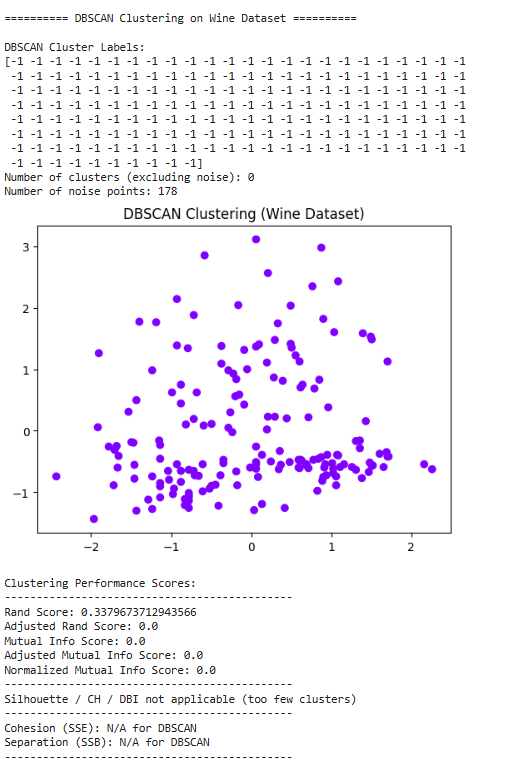 ========== DBSCAN Clustering on Wine Dataset ==========
DBSCAN Cluster Labels:
[-1 -1 -1 -1 -1 -1 -1 -1 -1 -1 -1 -1 -1 -1 -1 -1 -1 -1 -1 -1 -1 -1 -1 -1
-1 -1 -1 -1 -1 -1 -1 -1 -1 -1 -1 -1 -1 -1 -1 -1 -1 -1 -1 -1 -1 -1 -1 -1
-1 -1 -1 -1 -1 -1 -1 -1 -1 -1 -1 -1 -1 -1 -1 -1 -1 -1 -1 -1 -1 -1 -1 -1
-1 -1 -1 -1 -1 -1 -1 -1 -1 -1 -1 -1 -1 -1 -1 -1 -1 -1 -1 -1 -1 -1 -1 -1
-1 -1 -1 -1 -1 -1 -1 -1 -1 -1 -1 -1 -1 -1 -1 -1 -1 -1 -1 -1 -1 -1 -1 -1
-1 -1 -1 -1 -1 -1 -1 -1 -1 -1 -1 -1 -1 -1 -1 -1 -1 -1 -1 -1 -1 -1 -1 -1
-1 -1 -1 -1 -1 -1 -1 -1 -1 -1 -1 -1 -1 -1 -1 -1 -1 -1 -1 -1 -1 -1 -1 -1
-1 -1 -1 -1 -1 -1 -1 -1 -1 -1]
Number of clusters (excluding noise): 0
Number of noise points: 178
DBSCAN Clustering (Wine Dataset)
3
2
1
0
−1
−2 −1 0 1 2
Clustering Performance Scores:
---------------------------------------------
Rand Score: 0.3379673712943566
Adjusted Rand Score: 0.0
Mutual Info Score: 0.0
Adjusted Mutual Info Score: 0.0
Normalized Mutual Info Score: 0.0
---------------------------------------------
Silhouette / CH / DBI not applicable (too few clusters)
---------------------------------------------
Cohesion (SSE): N/A for DBSCAN
Separation (SSB): N/A for DBSCAN
---------------------------------------------